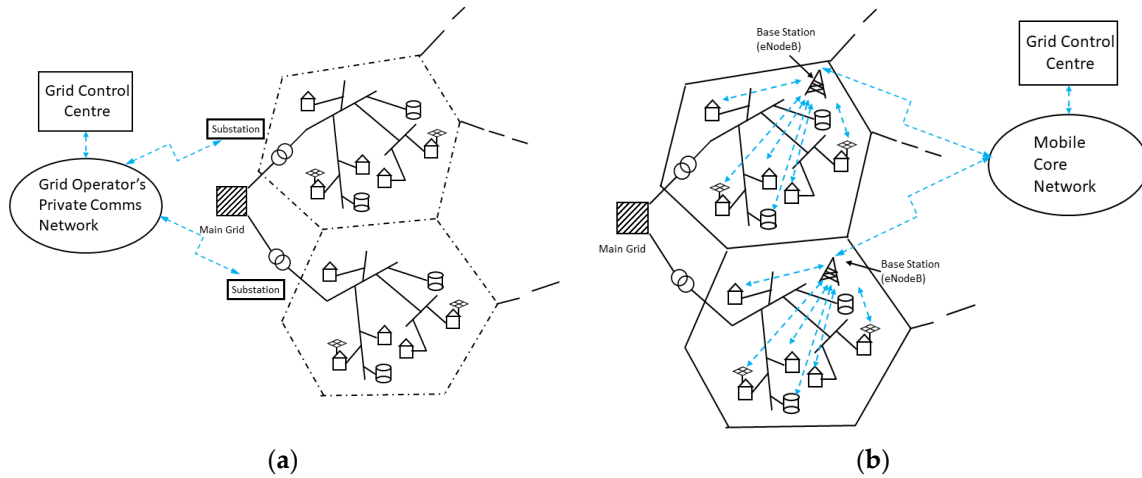 Grid Control
Centre
Substation
Grid Operator's
Private Comms
Network
Main Grid
Substation
(a)
Base Station
(eNodeB)
Grid Control
Centre
Mobile
Core
Network
Main Grid
Base Station
(eNodeB)
(b)